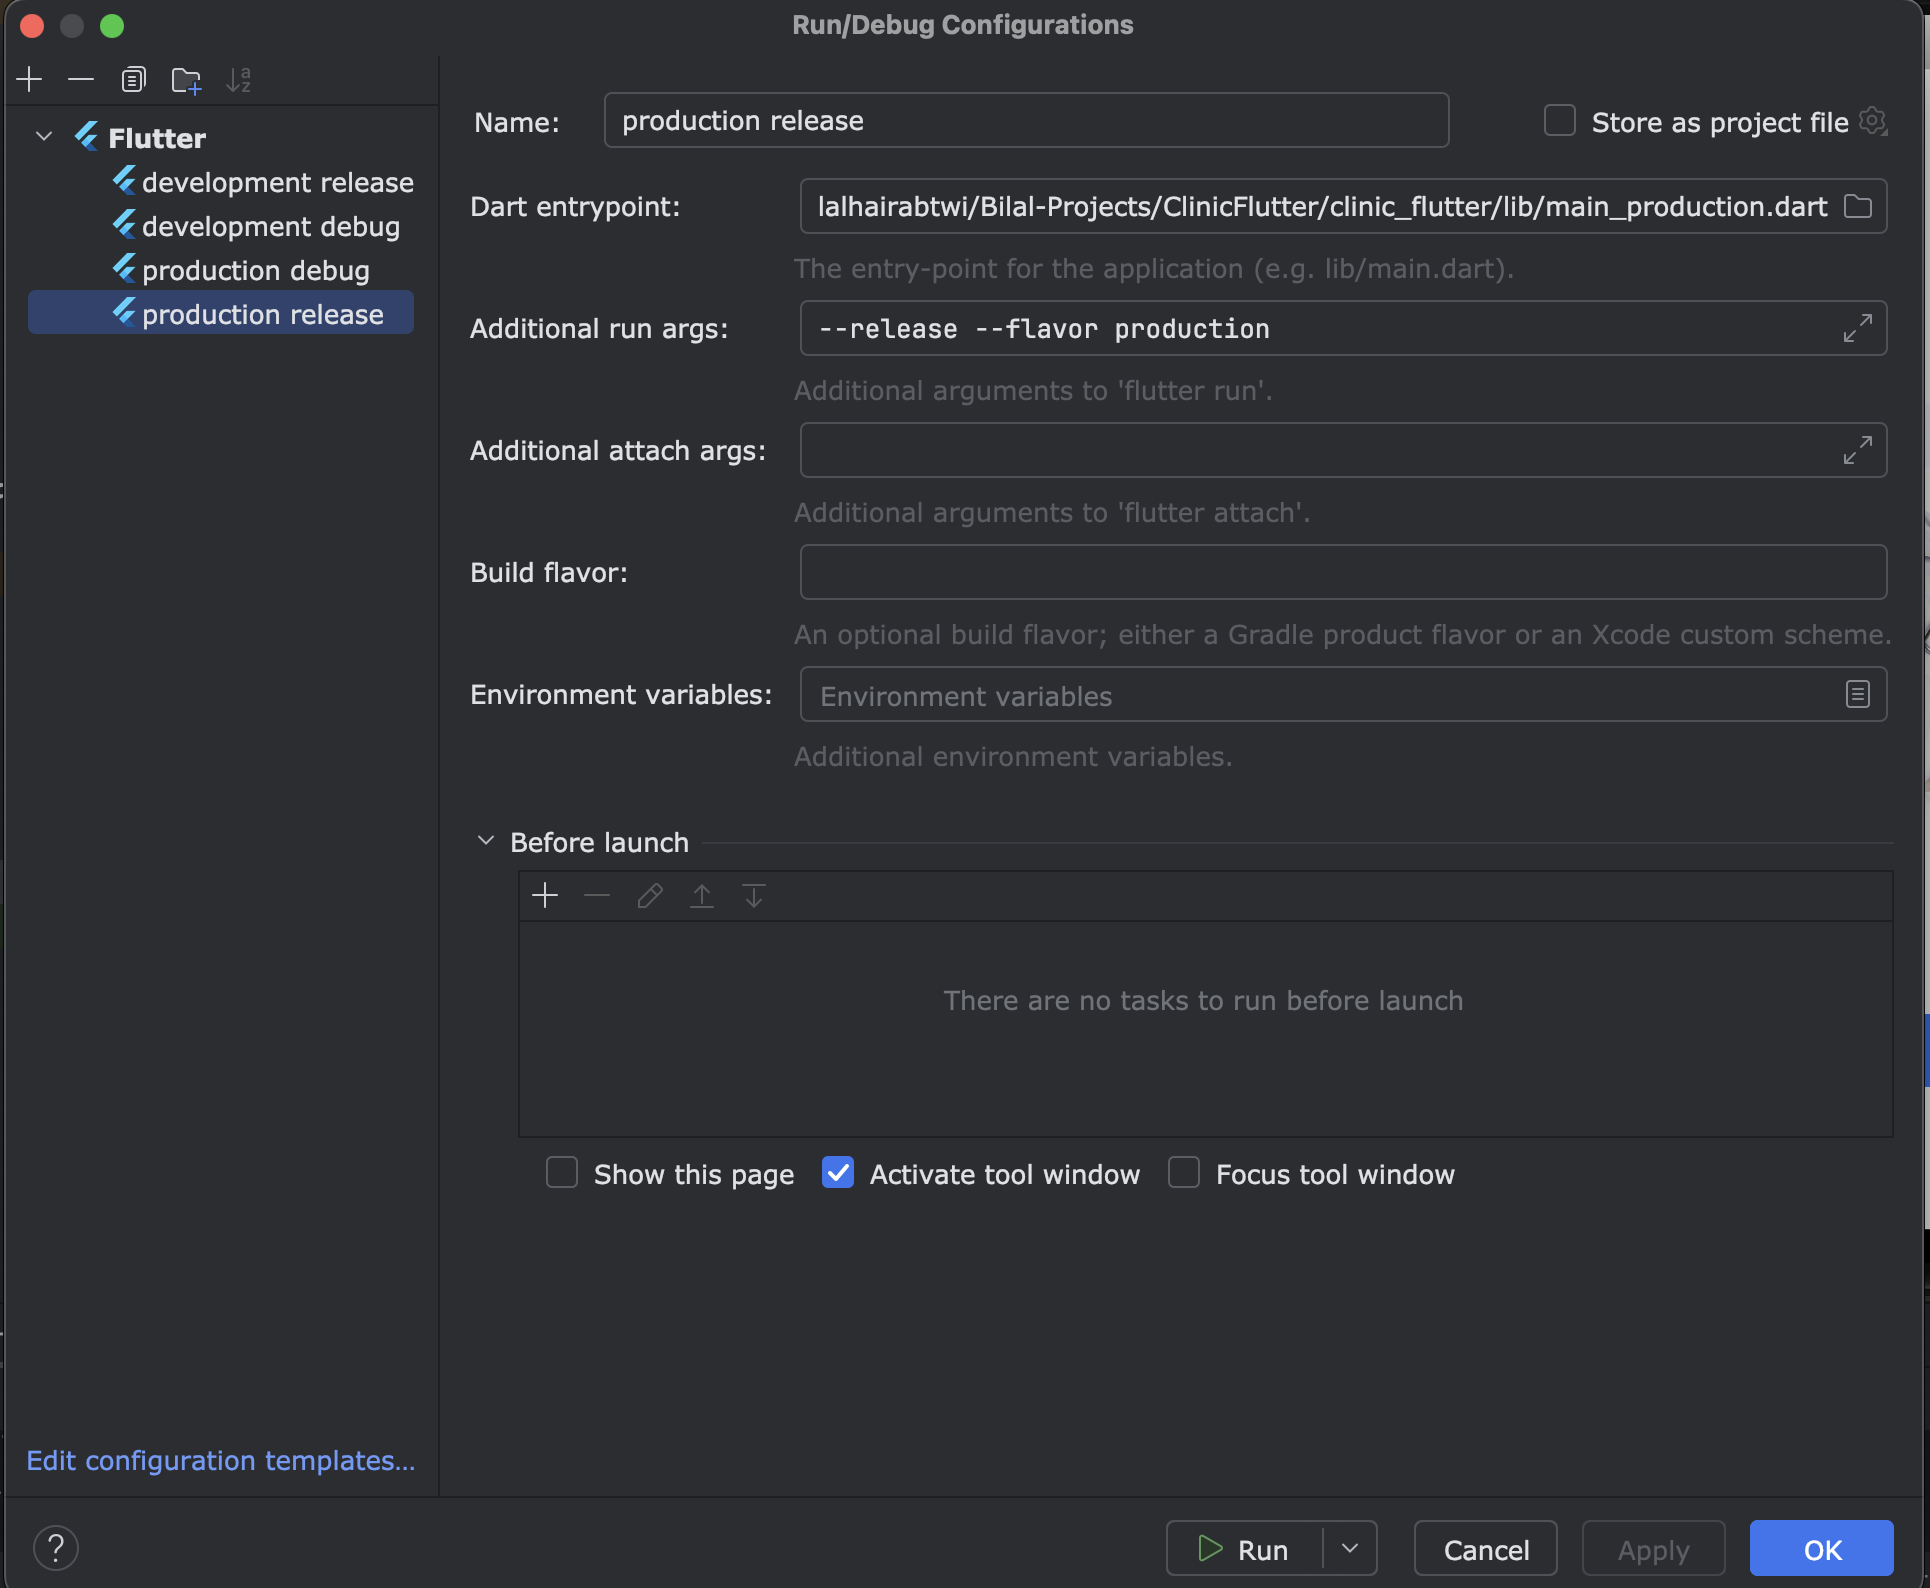 Run/Debug Configurations
Flutter
development release
development debug
production debug
production release
Edit configuration templates...
Name:
production release
Store as project file
Dart entrypoint:
lalhairabtwi/Bilal-Projects/ClinicFlutter/clinic_flutter/lib/main_production.dart
The entry-point for the application (e.g. lib/main.dart).
Additional run args:
--release --flavor production
Additional arguments to 'flutter run'.
Additional attach args:
Additional arguments to 'flutter attach'.
Build flavor:
An optional build flavor; either a Gradle product flavor or an Xcode custom scheme.
Environment variables:
Environment variables
Additional environment variables.
Before launch
There are no tasks to run before launch
Show this page
Activate tool window
Focus tool window
?
Run
Cancel
Apply
OK